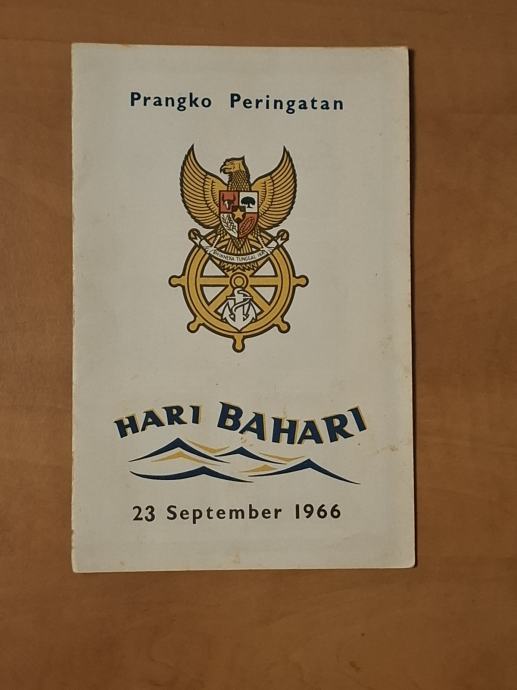 Prangko Peringatan
BHINNEKA TUNGGAL IKA
HARI BAHARI
23 September 1966